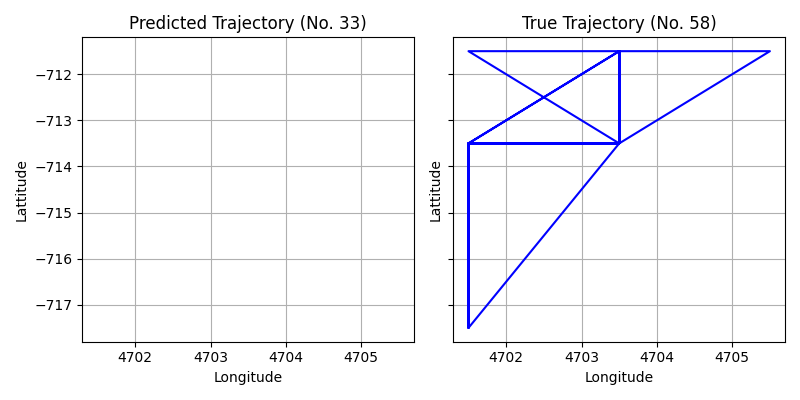 Predicted Trajectory (No. 33)
True Trajectory (No. 58)
−712
−713
−714
−715
−716
−717
Lattitude
Lattitude
4702 4703 4704 4705
4702 4703 4704 4705
Longitude
Longitude